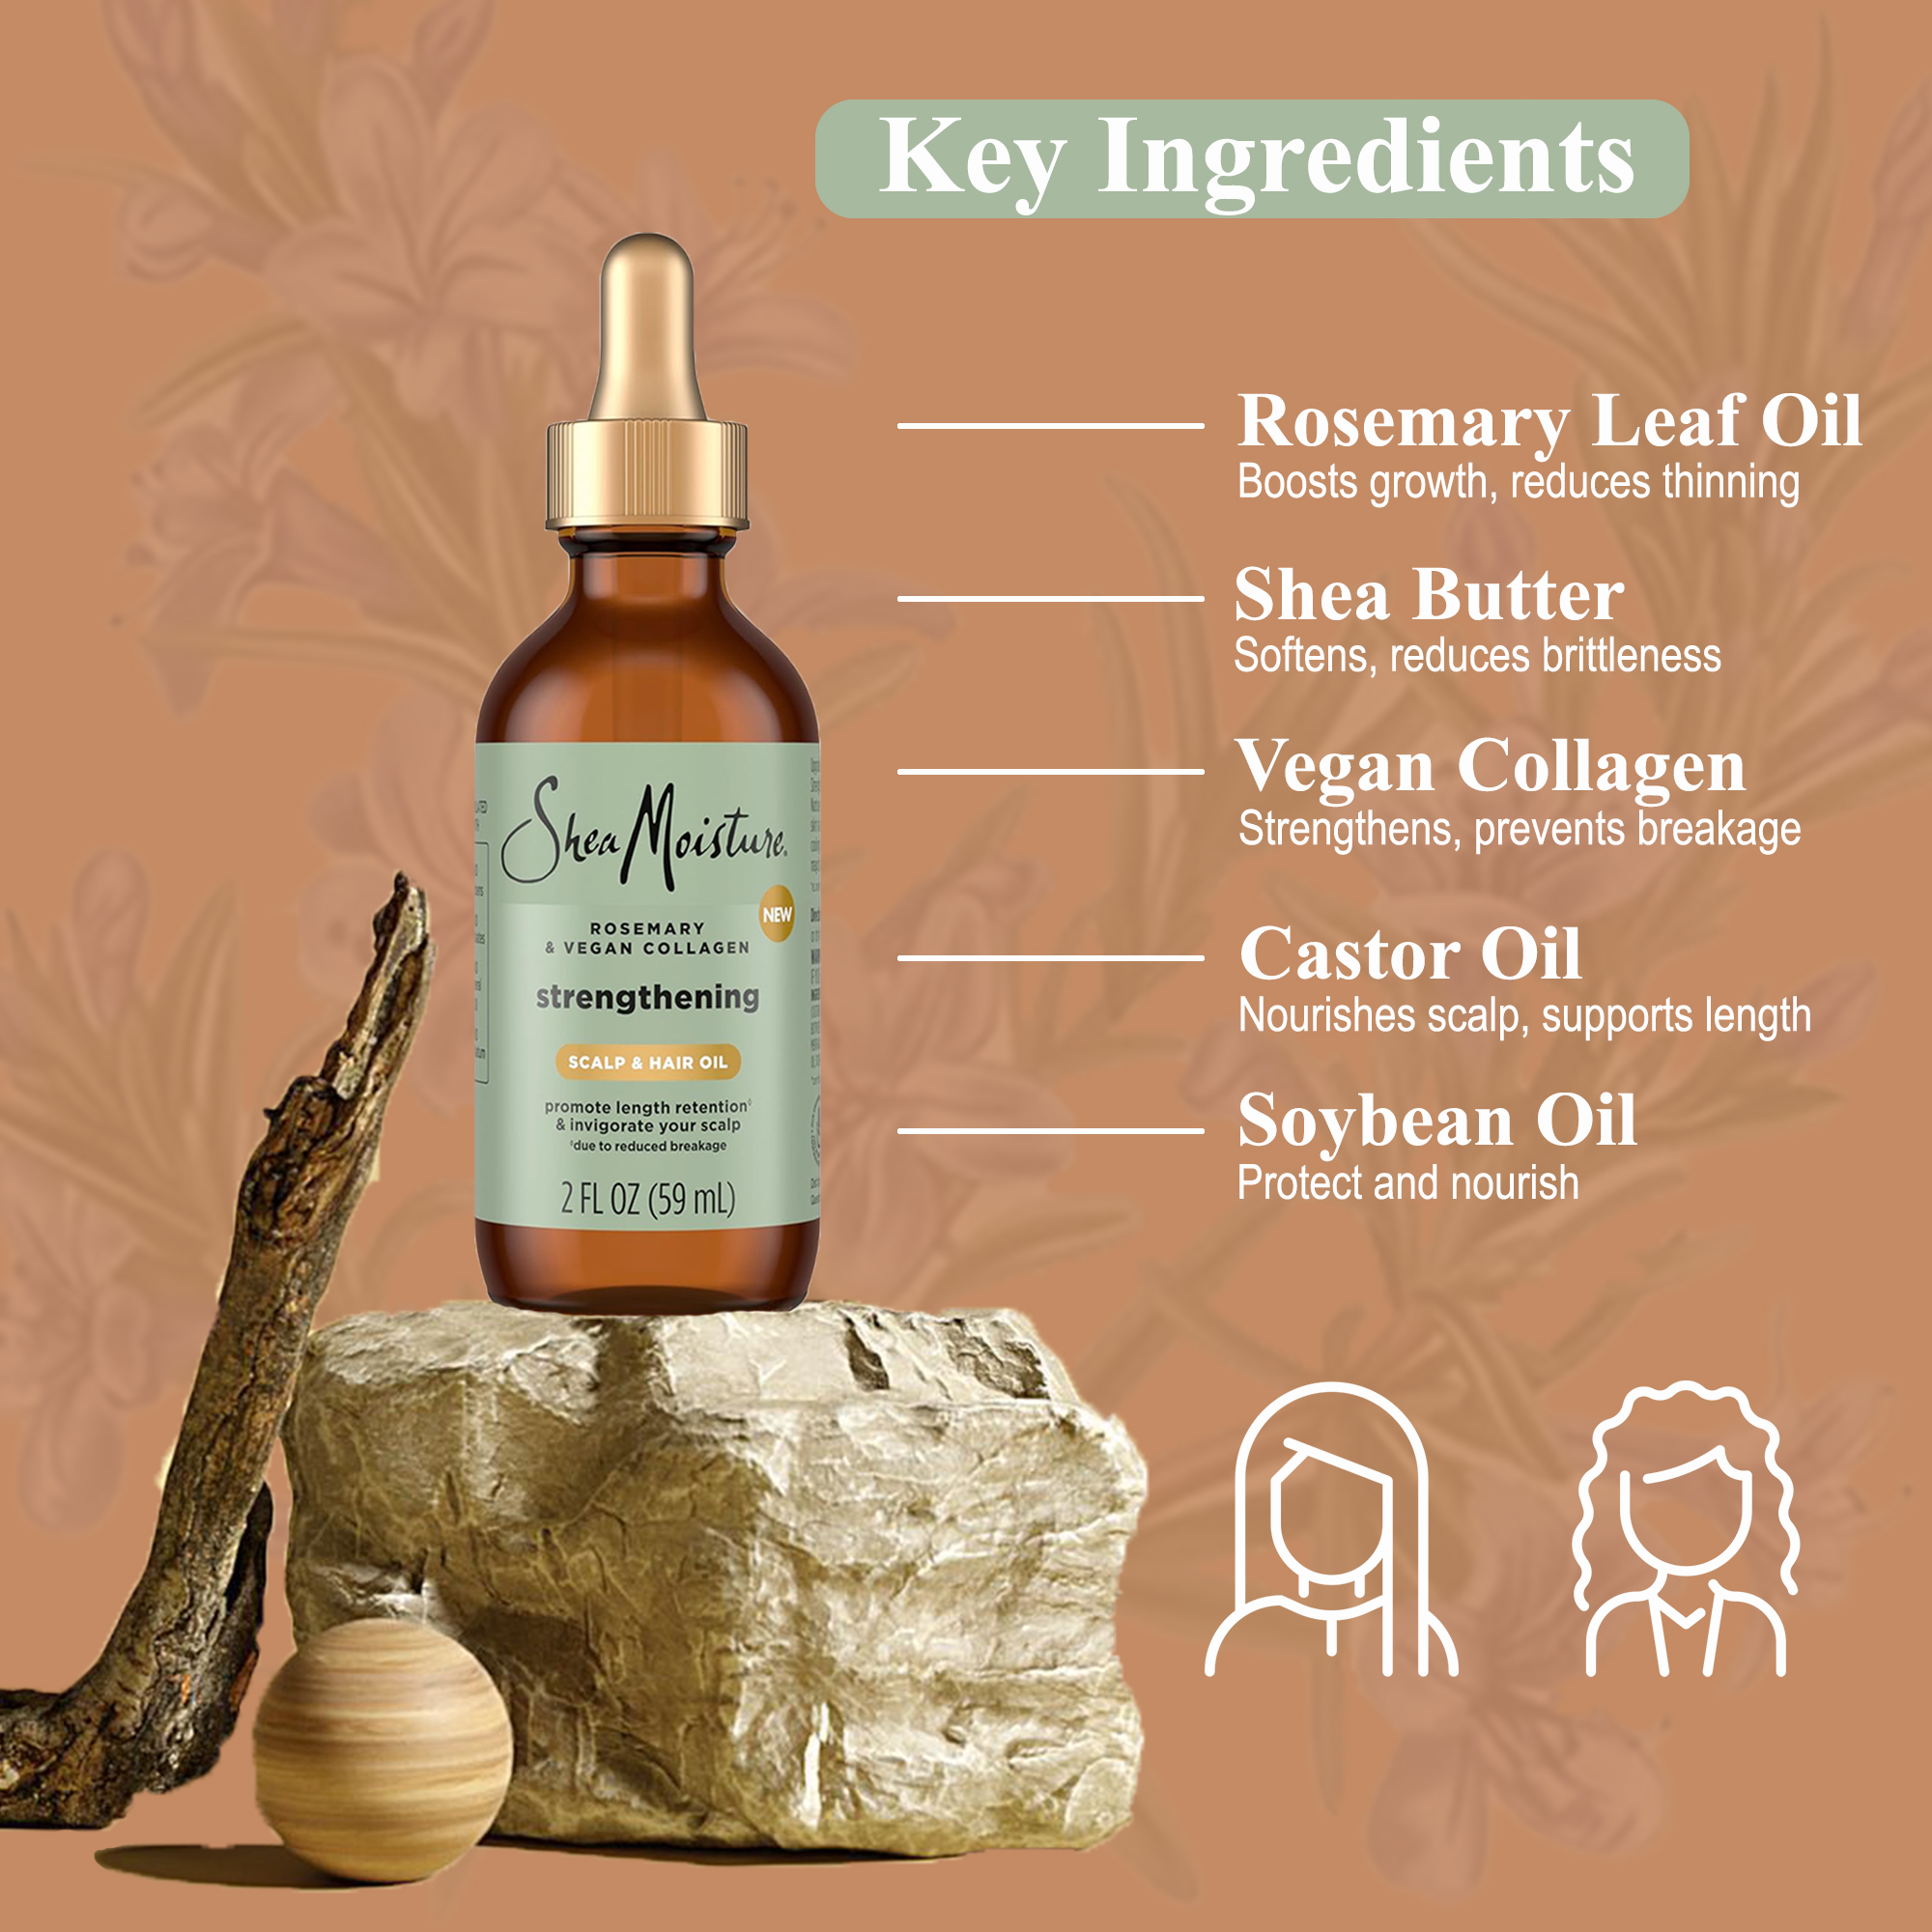 Key Ingredients
Rosemary Leaf Oil
Boosts growth, reduces thinning
Shea Butter
Softens, reduces brittleness
Vegan Collagen
Strengthens, prevents breakage
Castor Oil
Nourishes scalp, supports length
Soybean Oil
Protect and nourish
SheaMoisture
NEW
ROSEMARY
& VEGAN COLLAGEN
strengthening
SCALP & HAIR OIL
promote length retention◊
& invigorate your scalp
◊due to reduced breakage
2 FL OZ (59 mL)